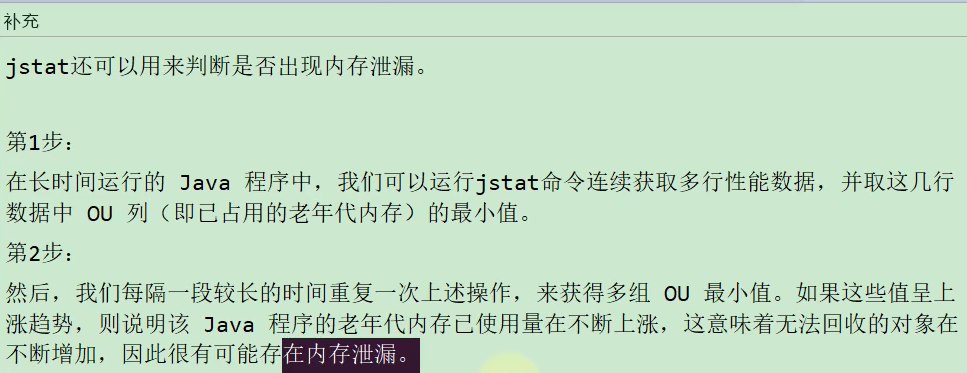 补充
jstat还可以用来判断是否出现内存泄漏。
第1步：
在长时间运行的 Java 程序中，我们可以运行jstat命令连续获取多行性能数据，并取这几行
数据中 OU 列（即已占用的老年代内存）的最小值。
第2步：
然后，我们每隔一段较长的时间重复一次上述操作，来获得多组 OU 最小值。如果这些值呈上
涨趋势，则说明该 Java 程序的老年代内存已使用量在不断上涨，这意味着无法回收的对象在
不断增加，因此很有可能存在内存泄漏。